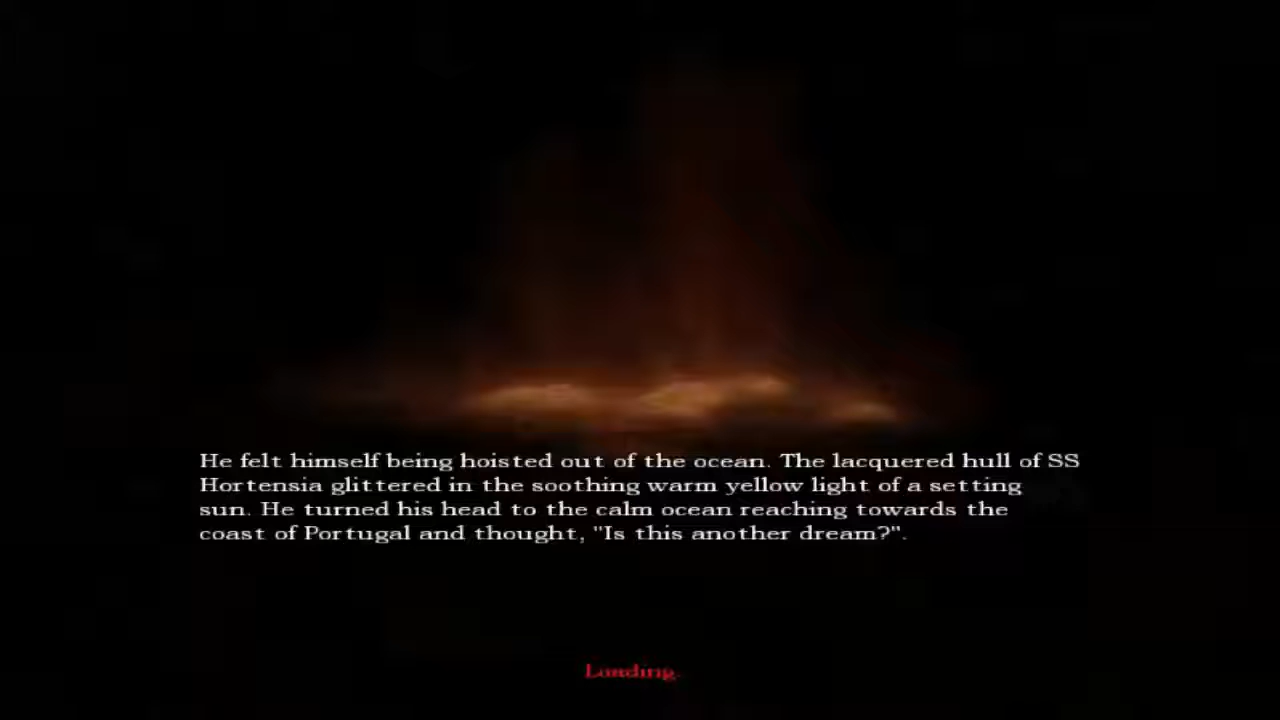 He felt himself being hoisted out of the ocean. The lacquered hull of SS
Hortensia glittered in the soothing warm yellow light of a setting
sun. He turned his head to the calm ocean reaching towards the
coast of Portugal and thought, "Is this another dream?".
Loading.